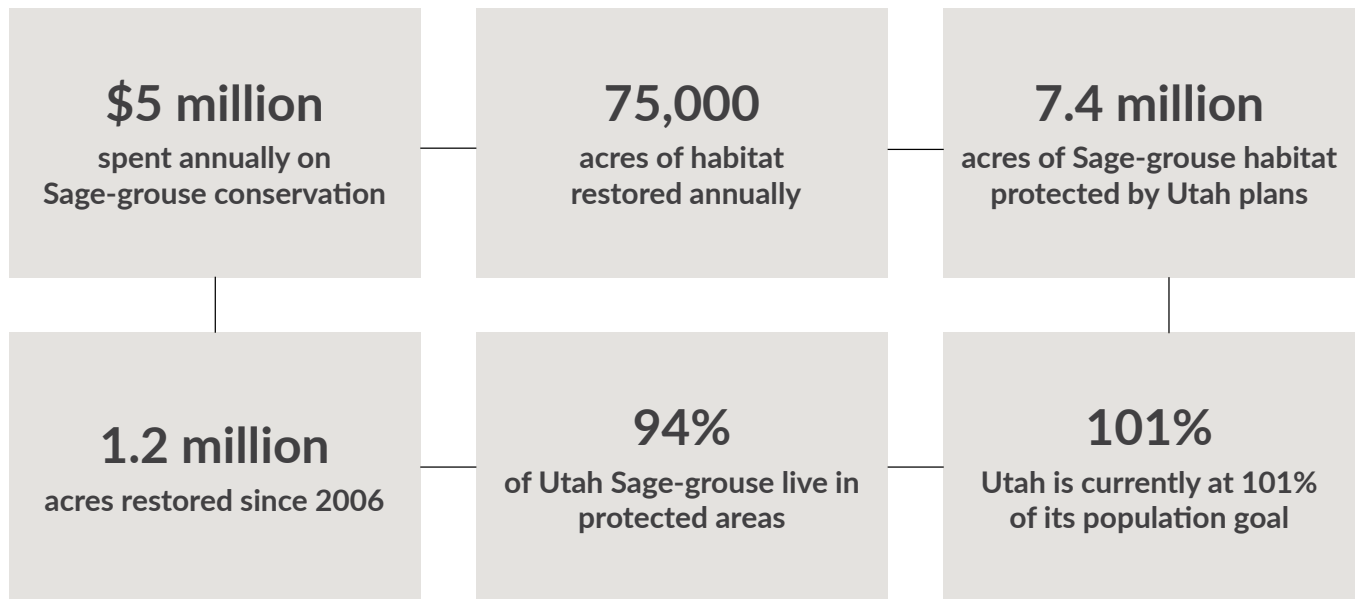 $5 million
spent annually on
Sage-grouse conservation
75,000
acres of habitat
restored annually
7.4 million
acres of Sage-grouse habitat
protected by Utah plans
1.2 million
acres restored since 2006
94%
of Utah Sage-grouse live in
protected areas
101%
Utah is currently at 101%
of its population goal